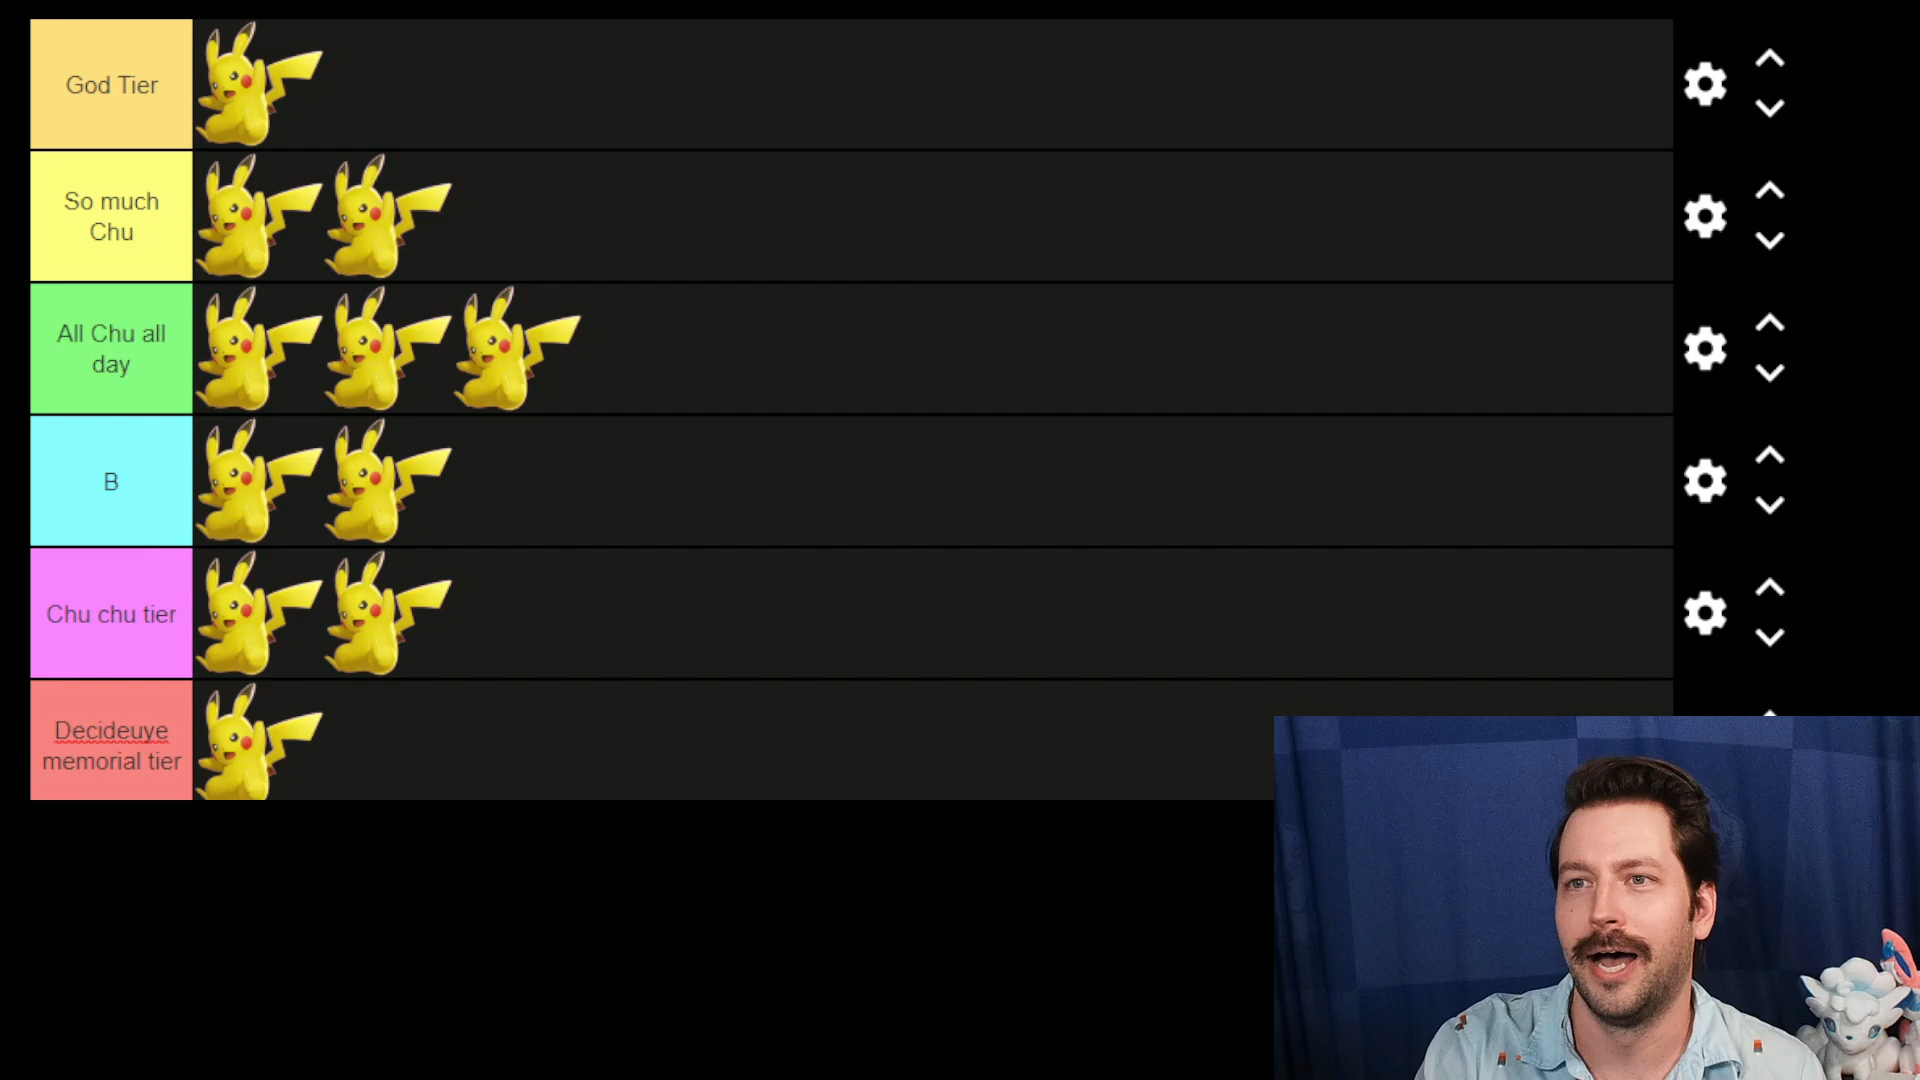 God Tier
So much
Chu
All Chu all
day
B
Chu chu tier
Decideuye
memorial tier